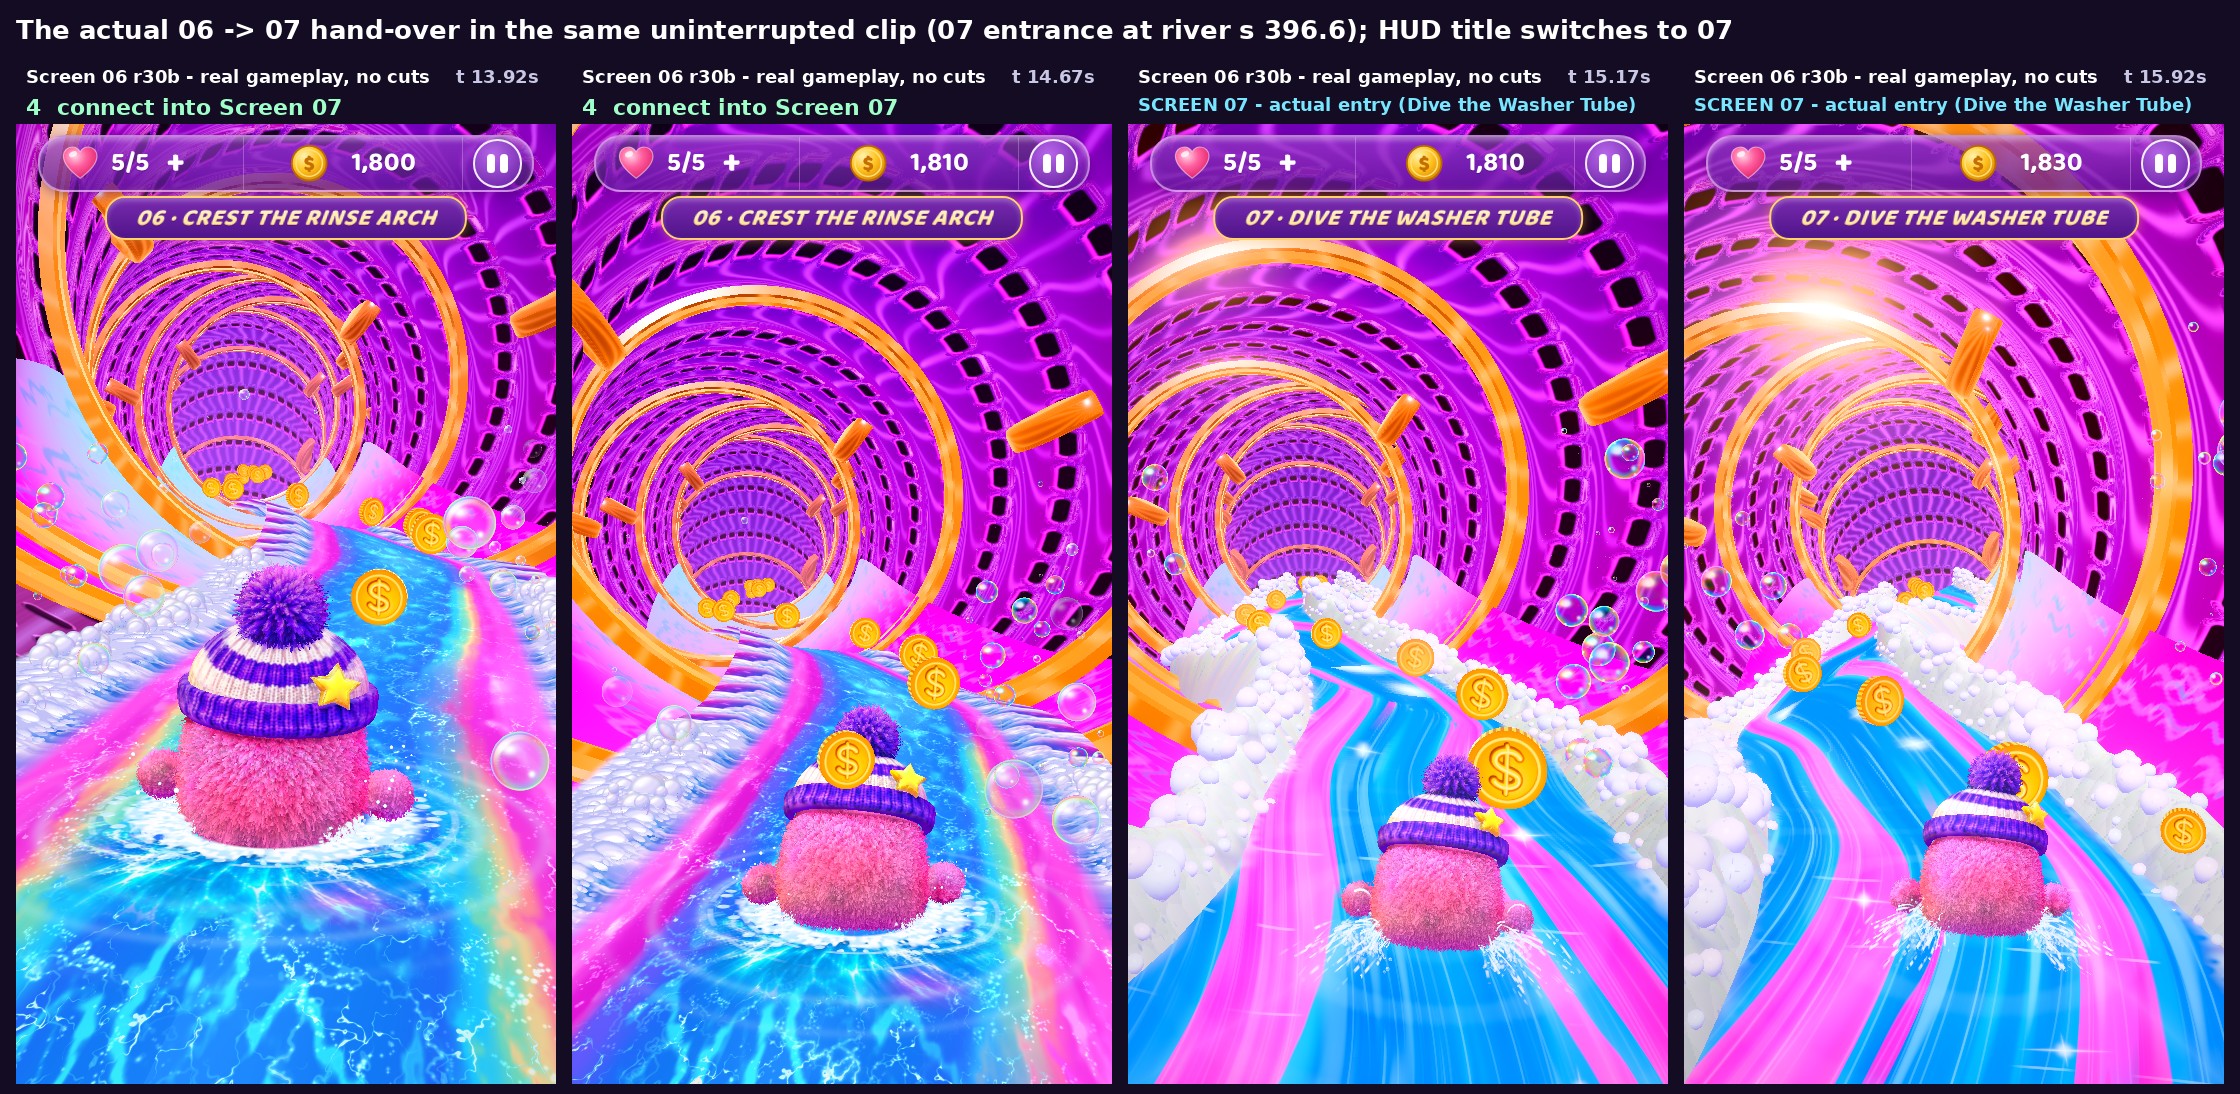 The actual 06 -> 07 hand-over in the same uninterrupted clip (07 entrance at river s 396.6); HUD title switches to 07
Screen 06 r30b - real gameplay, no cuts t 13.92s
4 connect into Screen 07
5/5 + $ 1,800
06 · CREST THE RINSE ARCH
$
$
Screen 06 r30b - real gameplay, no cuts t 14.67s
4 connect into Screen 07
5/5 + $ 1,810
06 · CREST THE RINSE ARCH
$
$
$
Screen 06 r30b - real gameplay, no cuts t 15.17s
SCREEN 07 - actual entry (Dive the Washer Tube)
5/5 + $ 1,810
07 · DIVE THE WASHER TUBE
$
$
$
Screen 06 r30b - real gameplay, no cuts t 15.92s
SCREEN 07 - actual entry (Dive the Washer Tube)
5/5 + $ 1,830
07 · DIVE THE WASHER TUBE
$
$
$
$